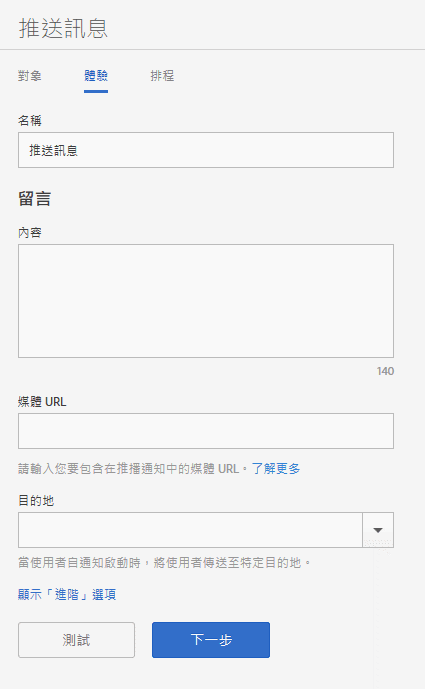 推送訊息
對象 體驗 排程
名稱
推送訊息
留言
內容
140
媒體 URL
請輸入您要包含在推播通知中的媒體 URL。了解更多
目的地
當使用者自通知啟動時，將使用者傳送至特定目的地。
顯示「進階」選項
測試 下一步